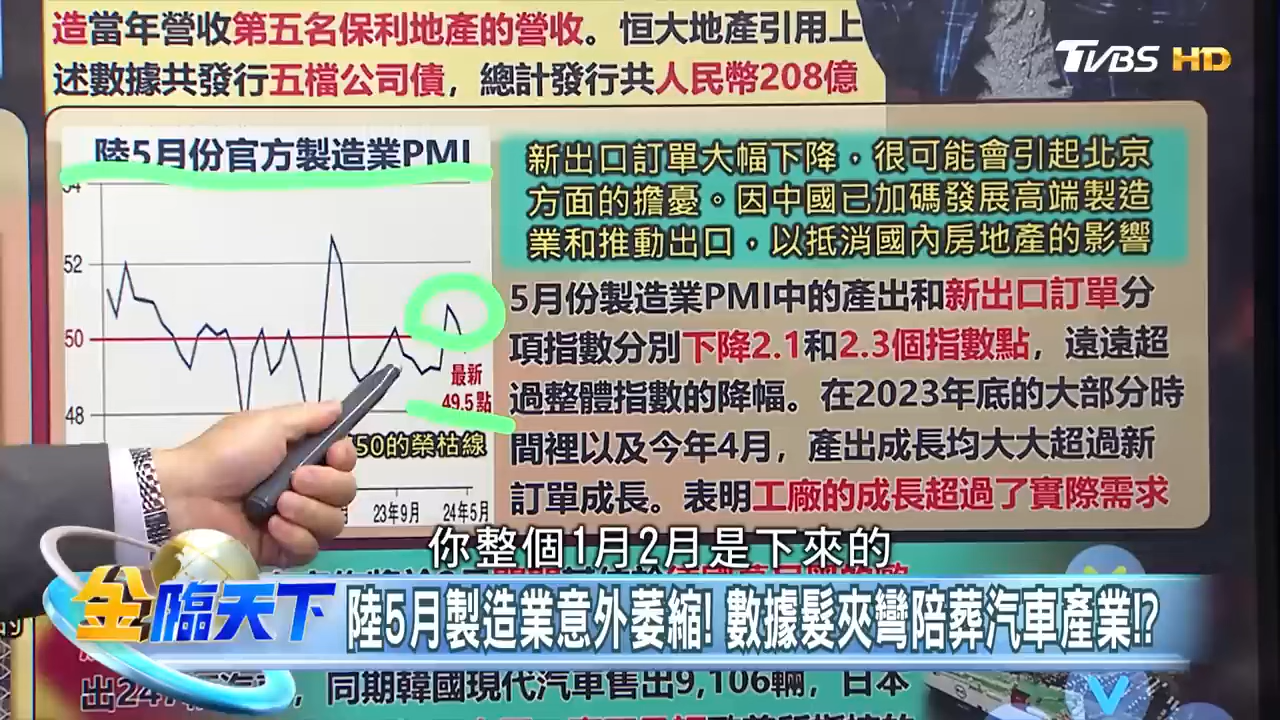 造當年營收第五名保利地產的營收。恒大地產引用上
述數據共發行五檔公司債，總計發行共人民幣208億
TVBS HD
陸5月份官方製造業PMI
54
52
50
48
最新
49.5點
50的榮枯線
月
23年9月
24年5月
新出口訂單大幅下降，很可能會引起北京
方面的擔憂。因中國已加碼發展高端製造
業和推動出口，以抵消國內房地產的影響
5月份製造業PMI中的產出和新出口訂單分
項指數分別下降2.1和2.3個指數點，遠遠超
過整體指數的降幅。在2023年底的大部分時
間裡以及今年4月，產出成長均大大超過新
訂單成長。表明工廠的成長超過了實際需求
你整個1月2月是下來的
金臨天下
陸5月製造業意外萎縮! 數據髮夾彎陪葬汽車產業!?
的
同期韓國現代汽車售出9,106輛，日本